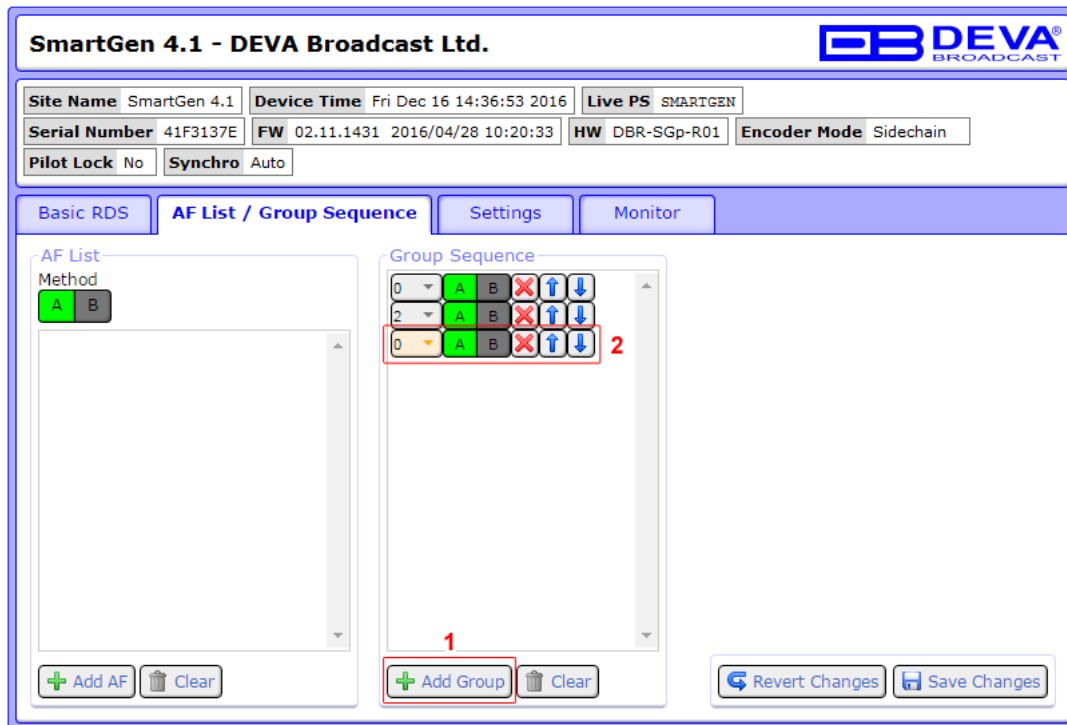 SmartGen 4.1 - DEVA Broadcast Ltd.
DB DEVA®
BROADCAST
Site Name SmartGen 4.1 Device Time Fri Dec 16 14:36:53 2016 Live PS SMARTGEN
Serial Number 41F3137E FW 02.11.1431 2016/04/28 10:20:33 HW DBR-SGp-R01 Encoder Mode Sidechain
Pilot Lock No Synchro Auto
Basic RDS AF List / Group Sequence Settings Monitor
AF List
Method
A B
Group Sequence
0 A B
2 A B
0 A B 2
1
Add AF Clear
Add Group Clear
Revert Changes Save Changes